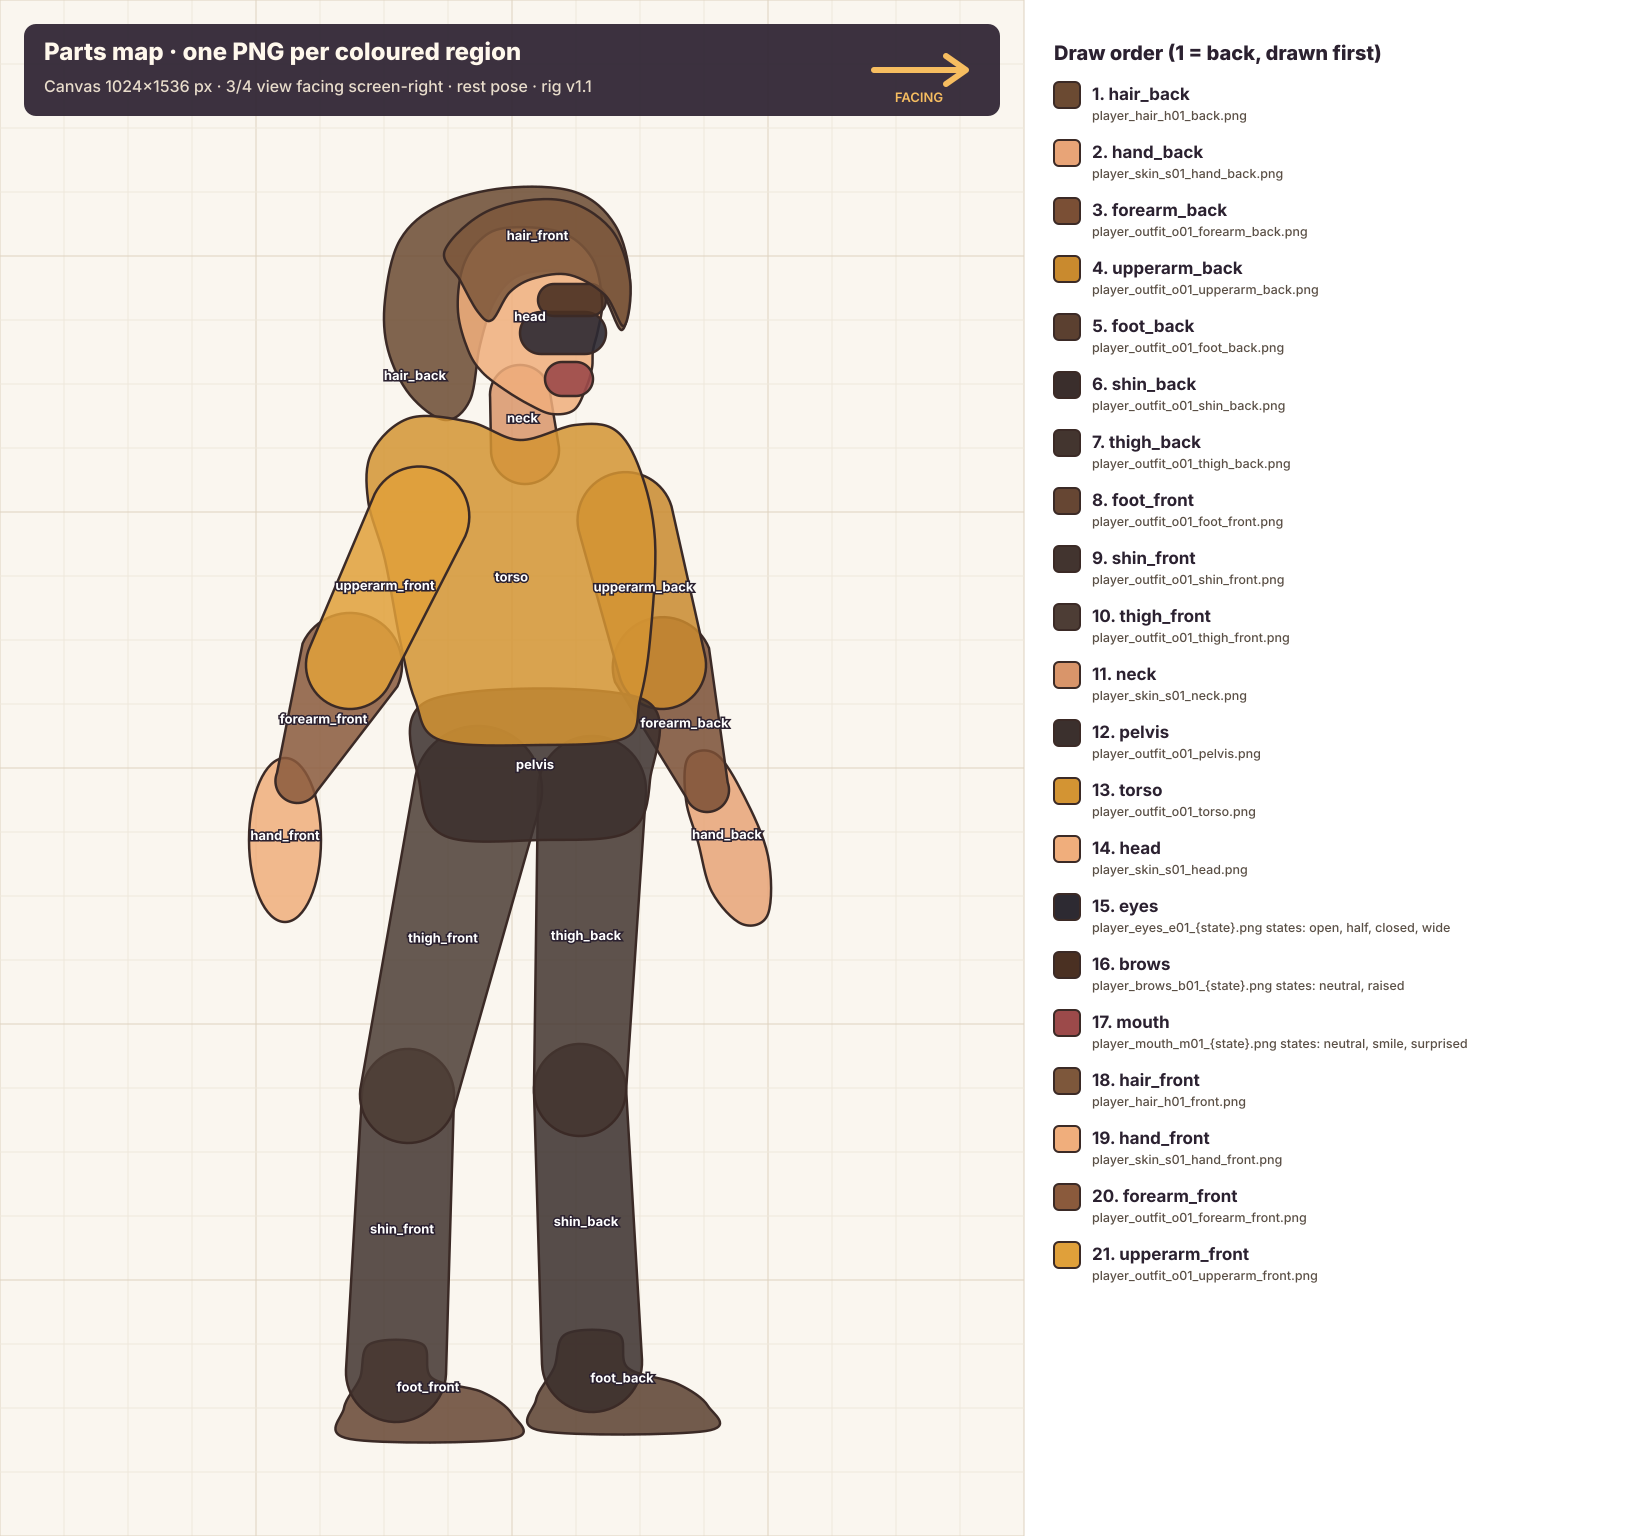 Parts map · one PNG per coloured region
Canvas 1024×1536 px · 3/4 view facing screen-right · rest pose · rig v1.1
FACING
hair_front
head
hair_back
neck
upperarm_front
torso
upperarm_back
forearm_front
forearm_back
pelvis
hand_front
hand_back
thigh_front
thigh_back
shin_front
shin_back
foot_front
foot_back
Draw order (1 = back, drawn first)
1. hair_back
player_hair_h01_back.png
2. hand_back
player_skin_s01_hand_back.png
3. forearm_back
player_outfit_o01_forearm_back.png
4. upperarm_back
player_outfit_o01_upperarm_back.png
5. foot_back
player_outfit_o01_foot_back.png
6. shin_back
player_outfit_o01_shin_back.png
7. thigh_back
player_outfit_o01_thigh_back.png
8. foot_front
player_outfit_o01_foot_front.png
9. shin_front
player_outfit_o01_shin_front.png
10. thigh_front
player_outfit_o01_thigh_front.png
11. neck
player_skin_s01_neck.png
12. pelvis
player_outfit_o01_pelvis.png
13. torso
player_outfit_o01_torso.png
14. head
player_skin_s01_head.png
15. eyes
player_eyes_e01_{state}.png states: open, half, closed, wide
16. brows
player_brows_b01_{state}.png states: neutral, raised
17. mouth
player_mouth_m01_{state}.png states: neutral, smile, surprised
18. hair_front
player_hair_h01_front.png
19. hand_front
player_skin_s01_hand_front.png
20. forearm_front
player_outfit_o01_forearm_front.png
21. upperarm_front
player_outfit_o01_upperarm_front.png